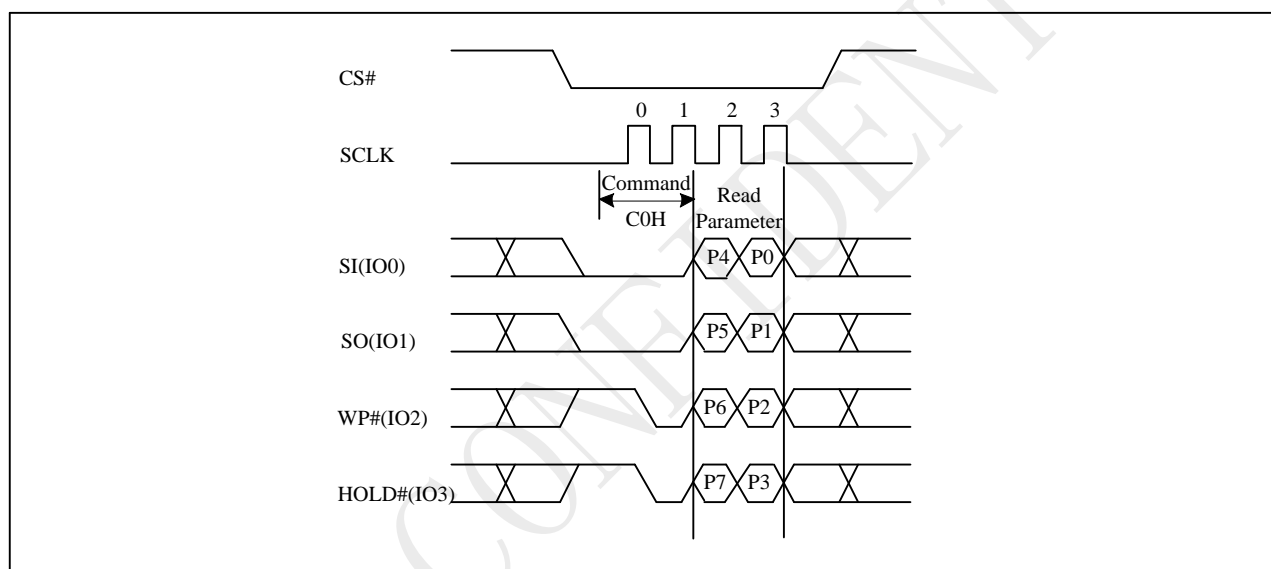 CS#
0 1 2 3
SCLK
Command
C0H
Read
Parameter
SI(IO0) P4 P0
SO(IO1) P5 P1
WP#(IO2) P6 P2
HOLD#(IO3) P7 P3
CONFIDENT